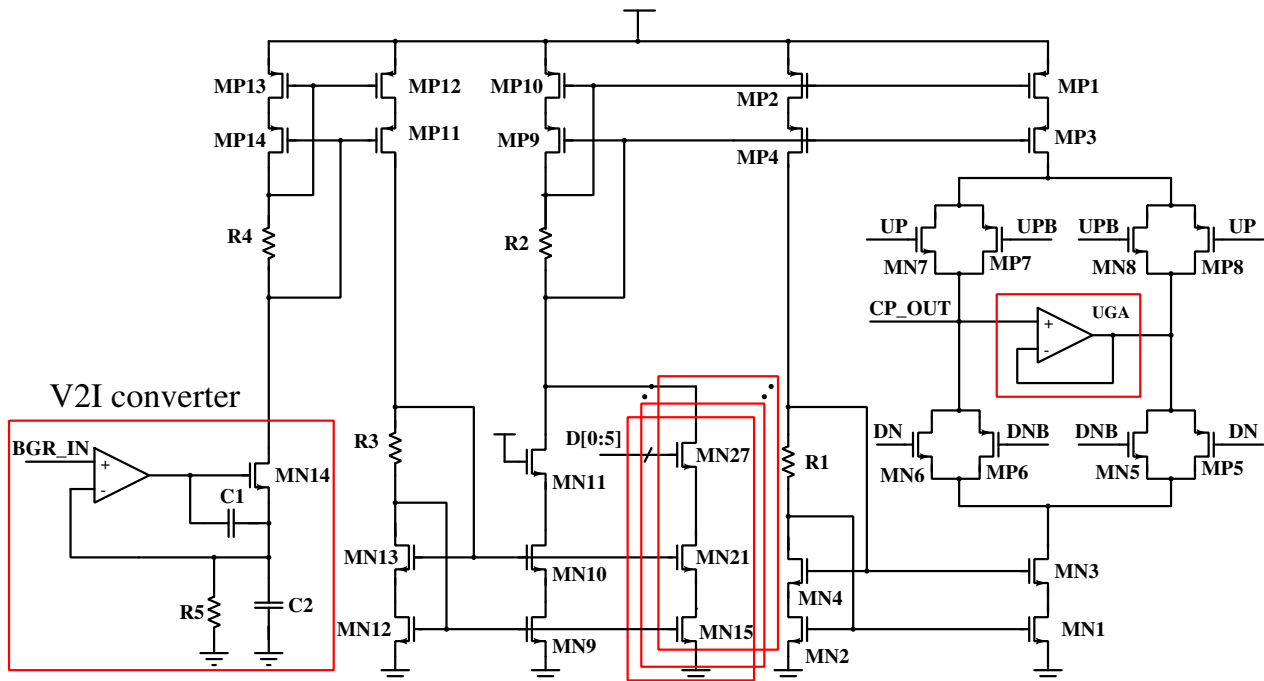 MP13 MP12 MP10 MP2 MP1
MP14 MP11 MP9 MP4 MP3
R4 R2 UP UPB UPB UP
MN7 MP7 MN8 MP8
CP_OUT + UGA
-
V2I converter
BGR_IN + MN14 R3 D[0:5] MN27 R1 DN DNB DNB DN
- C1 MN11 MN6 MP6 MN5 MP5
MN13 MN10 MN21 MN4 MN3
R5 C2 MN12 MN9 MN15 MN2 MN1